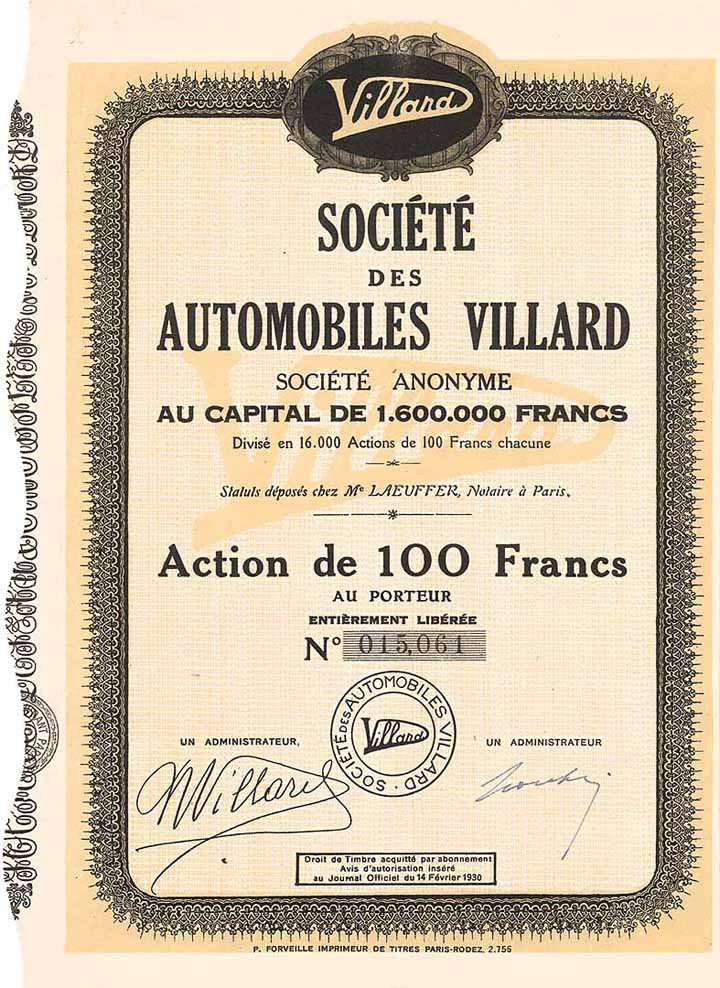 Villard
SOCIÉTÉ
DES
AUTOMOBILES VILLARD
SOCIÉTÉ ANONYME
AU CAPITAL DE 1.600.000 FRANCS
Divisé en 16.000 Actions de 100 Francs chacune
Statuts déposés chez Me LAEUFFER, Notaire à Paris.
Action de 100 Francs
AU PORTEUR
ENTIÈREMENT LIBÉRÉE
N° 015,061
SOCIÉTÉ DES AUTOMOBILES VILLARD
Villard
UN ADMINISTRATEUR,
UN ADMINISTRATEUR
Villard
Droit de Timbre acquitté par abonnement
Avis d'autorisation inséré
au Journal Officiel du 14 Février 1930
P. FORVEILLE IMPRIMEUR DE TITRES PARIS-RODEZ, 2.756